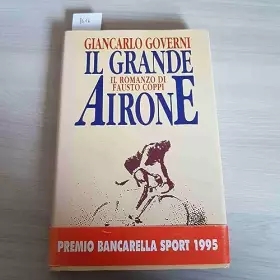 GIANCARLO GOVERNI
IL GRANDE
IL ROMANZO DI
FAUSTO COPPI
AIRONE
PREMIO BANCARELLA SPORT 1995